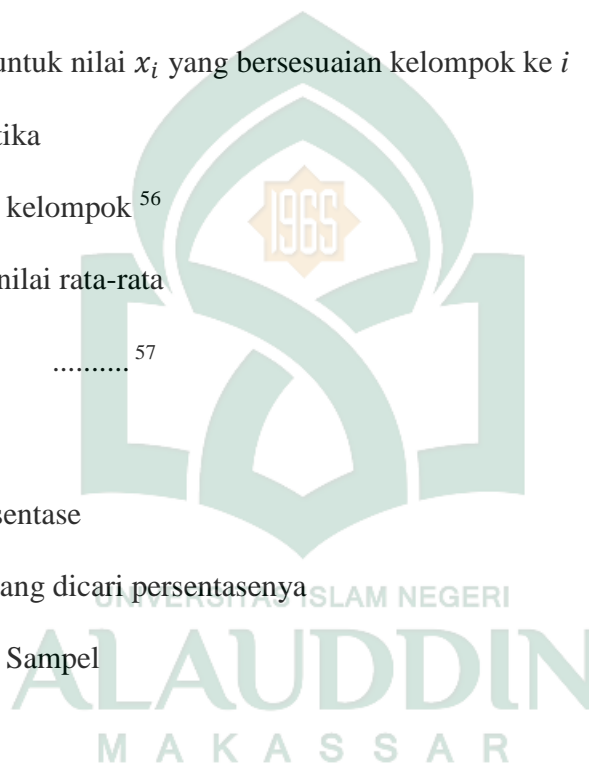 untuk nilai 𝑥ᵢ yang bersesuaian kelompok ke i
tika
kelompok ⁵⁶
1965
nilai rata-rata
.......... ⁵⁷
sentase
ang dicari persentasenya
UNIVERSITAS ISLAM NEGERI
Sampel
ALAUDDIN
MAKASSAR